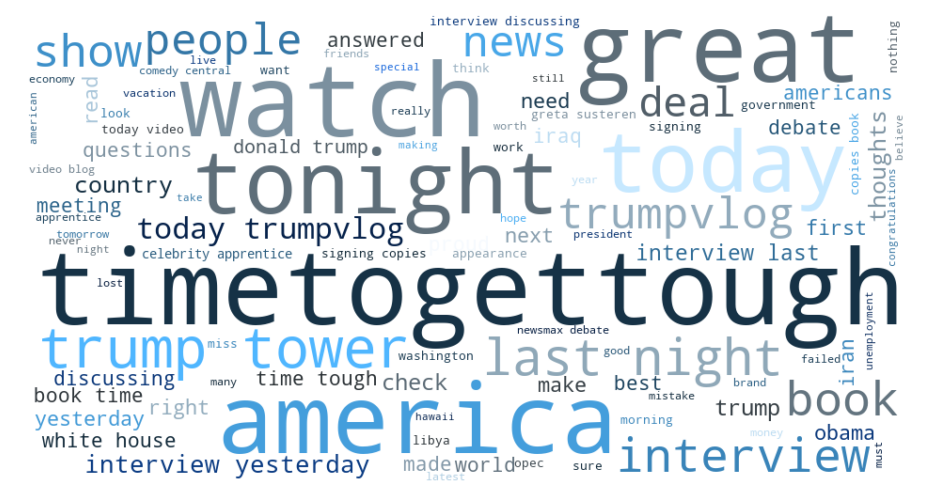 interview discussing
show
people
answered
news
great
nothing
live
friends
comedy central
want
special
think
economy
watch
still
americans
vacation
read
really
need
deal
government
american
look
greta susteren
today video
worth
signing
debate
questions
donald trump
making
work
iraq
today
copies book
thoughts
believe
video blog
country
tonight
year
take
meeting
apprentice
today trumpvlog
hope
trumpvlog
first
congratulations
tomorrow
never
night
proud
next
president
celebrity apprentice
signing copies
appearance
interview last
timetogettough
lost
newsmax debate
unemployment
trump tower
miss
washington
last night
good
failed
iran
discussing
many
time tough
check
make
best
brand
mistake
book time
right
america
trump
book
yesterday
hawaii
morning
money
obama
white house
libya
must
interview yesterday
made
world
opec
sure
interview
latest